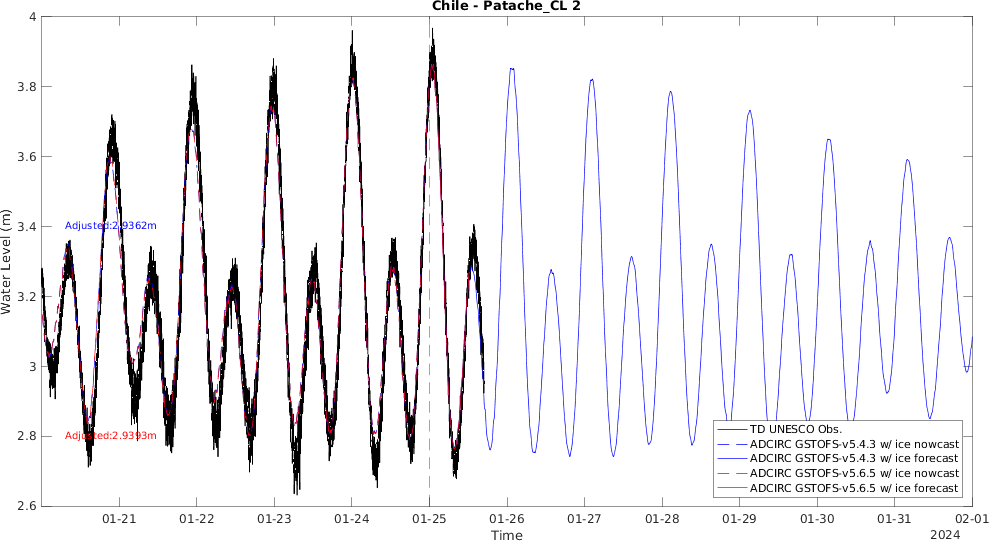 Chile - Patache_CL 2
Water Level (m)
4
3.8
3.6
3.4
3.2
3
2.8
2.6
Adjusted:2.9362m
Adjusted:2.9393m
TD UNESCO Obs.
ADCIRC GSTOFS-v5.4.3 w/ ice nowcast
ADCIRC GSTOFS-v5.4.3 w/ ice forecast
ADCIRC GSTOFS-v5.6.5 w/ ice nowcast
ADCIRC GSTOFS-v5.6.5 w/ ice forecast
01-21 01-22 01-23 01-24 01-25 01-26 01-27 01-28 01-29 01-30 01-31 02-01
Time
2024